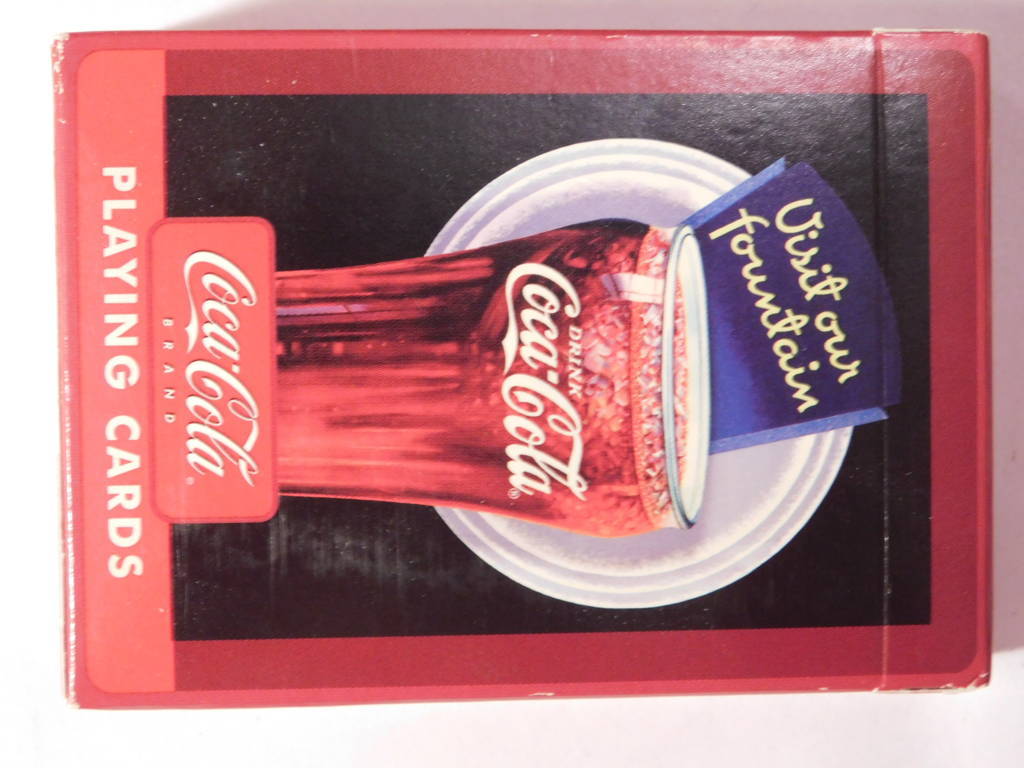 Visit our
fountain
DRINK
Coca-Cola®
Coca-Cola®
BRAND
PLAYING CARDS